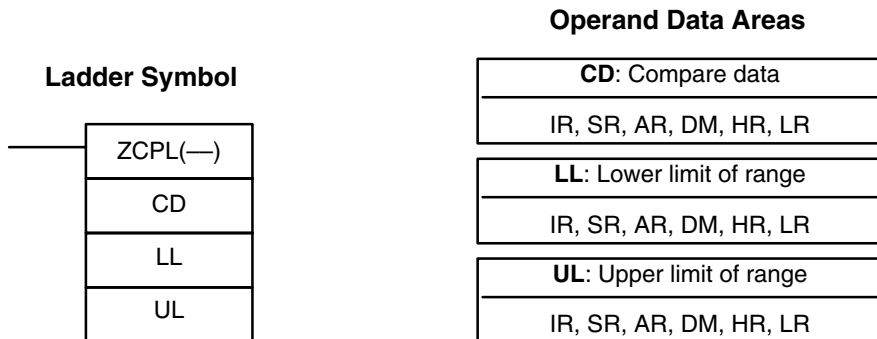 Ladder Symbol
ZCPL(––)
CD
LL
UL
Operand Data Areas
CD: Compare data
IR, SR, AR, DM, HR, LR
LL: Lower limit of range
IR, SR, AR, DM, HR, LR
UL: Upper limit of range
IR, SR, AR, DM, HR, LR